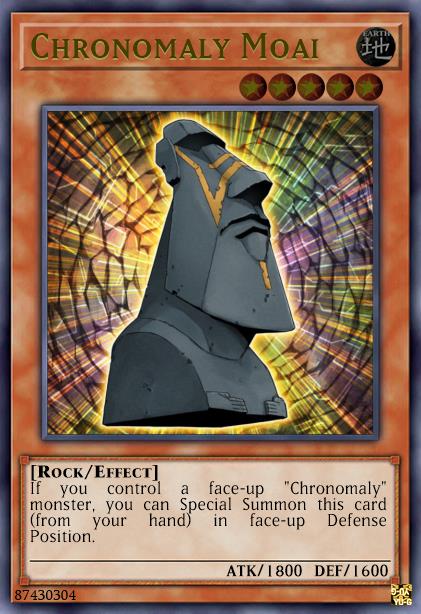 CHRONOMALY MOAI
EARTH
地
[ROCK/EFFECT]
If you control a face-up "Chronomaly"
monster, you can Special Summon this card
(from your hand) in face-up Defense
Position.
ATK/1800 DEF/1600
87430304